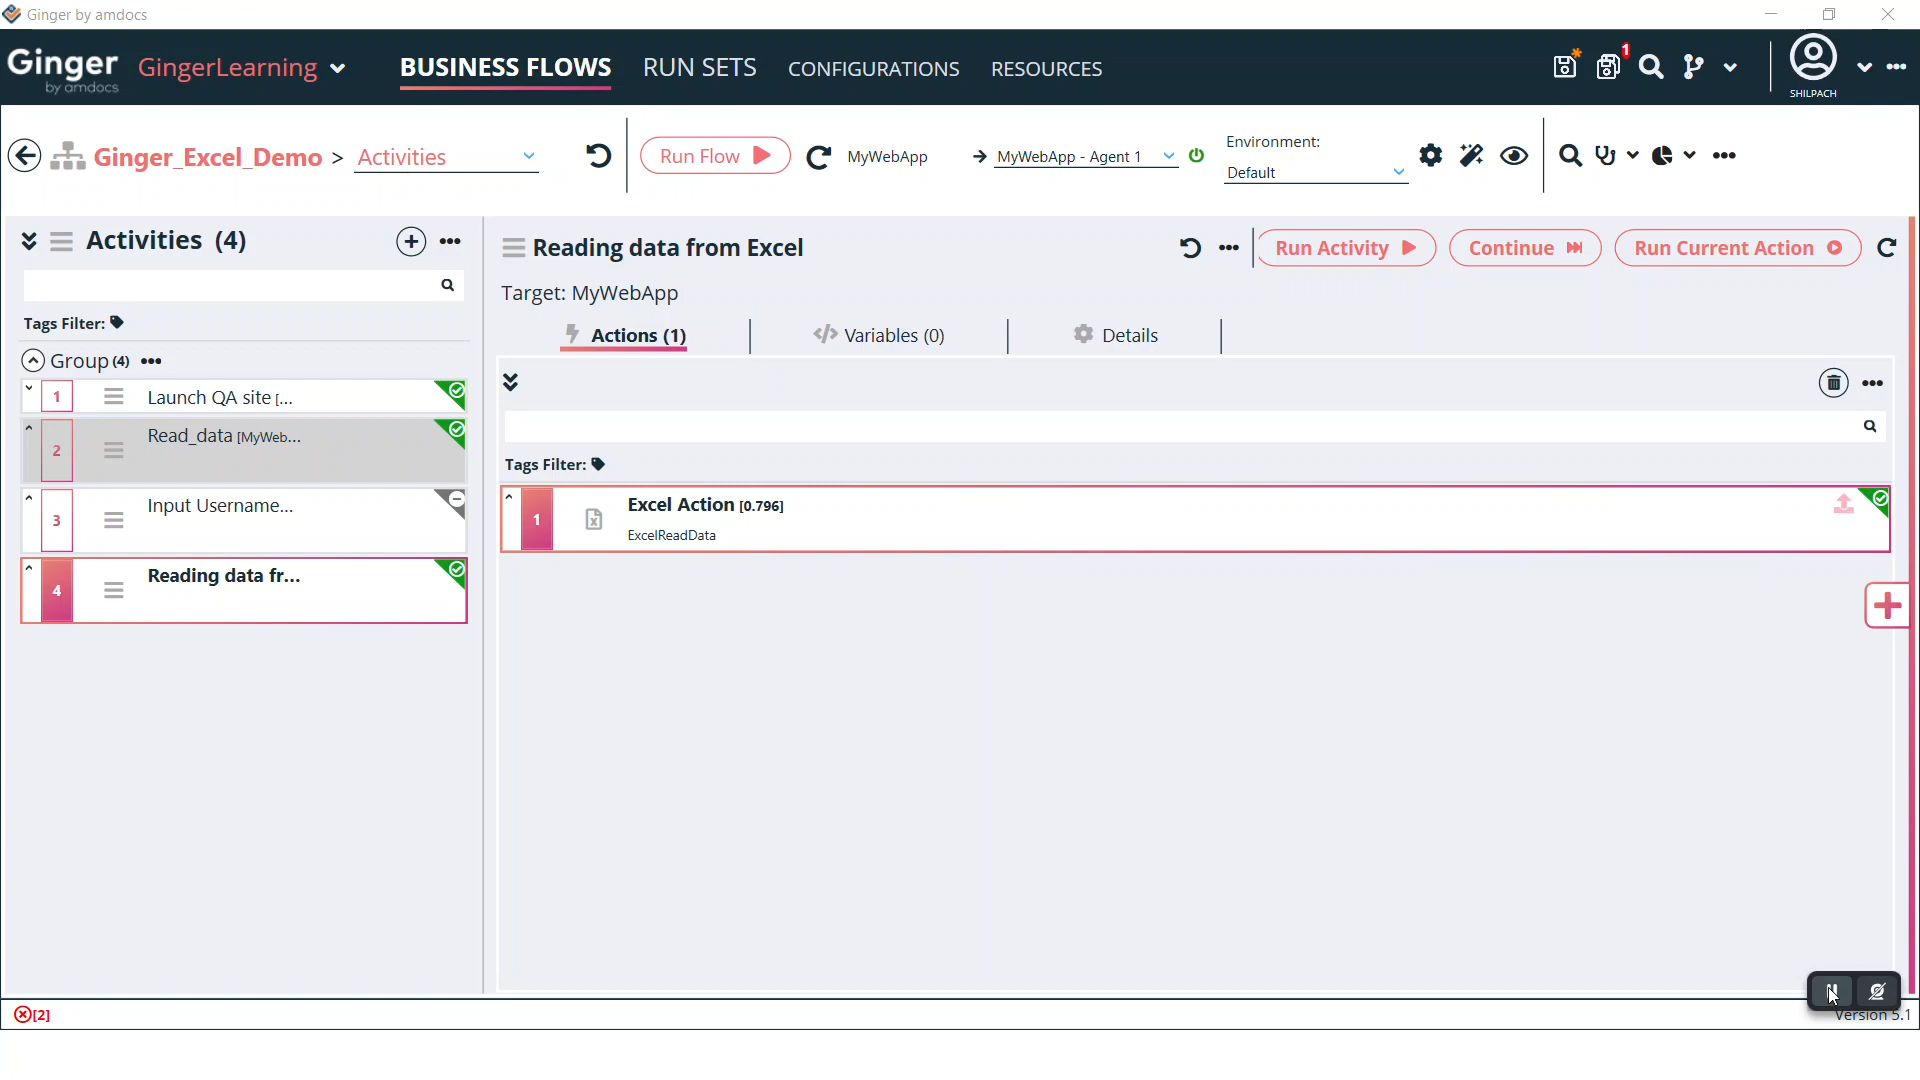 Ginger by amdocs
Ginger by amdocs GingerLearning BUSINESS FLOWS RUN SETS CONFIGURATIONS RESOURCES 1 SHILPACH
Ginger_Excel_Demo > Activities Run Flow MyWebApp MyWebApp - Agent 1 Environment: Default
Activities (4)
Tags Filter:
Group (4)
1 Launch QA site [...
2 Read_data [MyWeb...
3 Input Username...
4 Reading data fr...
Reading data from Excel Run Activity Continue Run Current Action
Target: MyWebApp
Actions (1) Variables (0) Details
Tags Filter:
1 Excel Action [0.796]
ExcelReadData
[2] Version 5.1